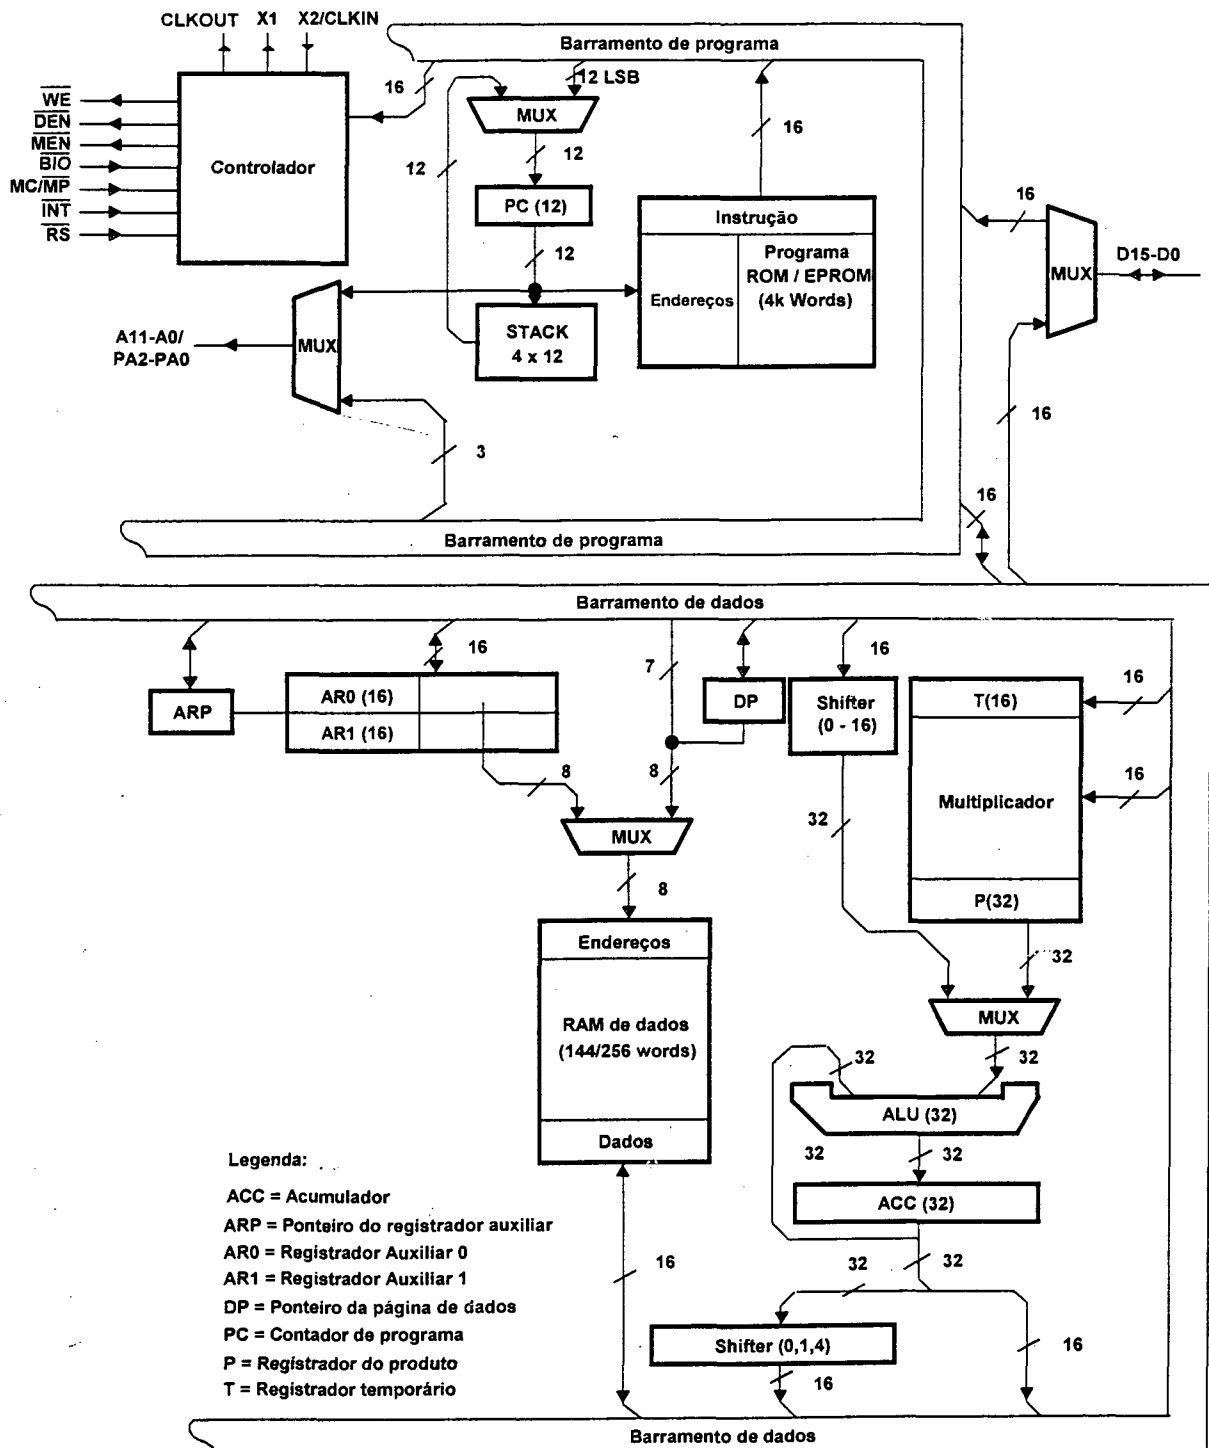 CLKOUT X1 X2/CLKIN
Barramento de programa
16
12 LSB
WE
DEN
MEN
BIO
MC/MP
INT
RS
Controlador
MUX
12
12
16
PC (12)
12
Instrução
Endereços
Programa
ROM / EPROM
(4k Words)
16
MUX
D15-D0
A11-A0/
PA2-PA0
MUX
STACK
4 x 12
16
3
16
Barramento de programa
Barramento de dados
16
7
16
16
ARP
AR0 (16)
AR1 (16)
DP
Shifter
(0 - 16)
T(16)
8
8
16
Multiplicador
MUX
32
8
P(32)
Endereços
32
RAM de dados
(144/256 words)
MUX
32
32
ALU (32)
Dados
32
32
ACC (32)
Legenda:
ACC = Acumulador
ARP = Ponteiro do registrador auxiliar
AR0 = Registrador Auxiliar 0
AR1 = Registrador Auxiliar 1
DP = Ponteiro da página de dados
PC = Contador de programa
P = Registrador do produto
T = Registrador temporário
16
32
32
Shifter (0,1,4)
16
16
Barramento de dados